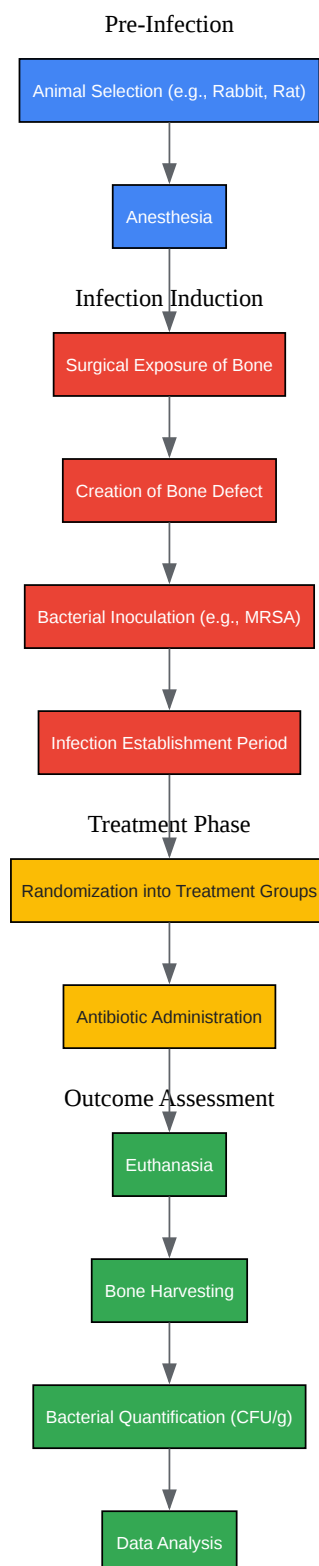 Pre-Infection
Animal Selection (e.g., Rabbit, Rat)
Anesthesia
Infection Induction
Surgical Exposure of Bone
Creation of Bone Defect
Bacterial Inoculation (e.g., MRSA)
Infection Establishment Period
Treatment Phase
Randomization into Treatment Groups
Antibiotic Administration
Outcome Assessment
Euthanasia
Bone Harvesting
Bacterial Quantification (CFU/g)
Data Analysis